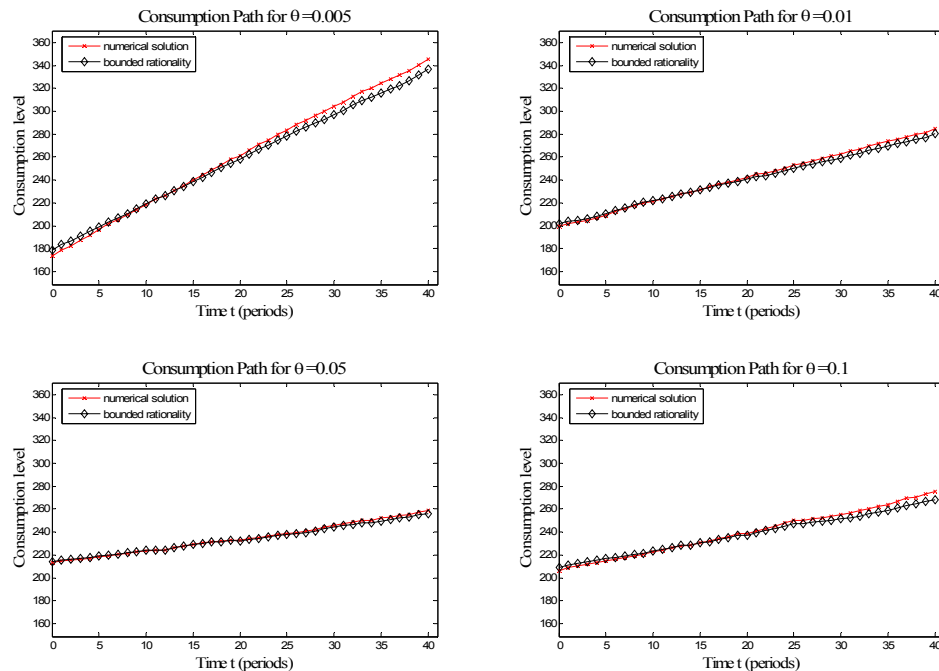 Consumption Path for θ=0.005
360
340
320
300
280
260
240
220
200
180
160
Consumption level
numerical solution
bounded rationality
0 5 10 15 20 25 30 35 40
Time t (periods)
Consumption Path for θ=0.01
360
340
320
300
280
260
240
220
200
180
160
Consumption level
numerical solution
bounded rationality
0 5 10 15 20 25 30 35 40
Time t (periods)
Consumption Path for θ=0.05
360
340
320
300
280
260
240
220
200
180
160
Consumption level
numerical solution
bounded rationality
0 5 10 15 20 25 30 35 40
Time t (periods)
Consumption Path for θ=0.1
360
340
320
300
280
260
240
220
200
180
160
Consumption level
numerical solution
bounded rationality
0 5 10 15 20 25 30 35 40
Time t (periods)